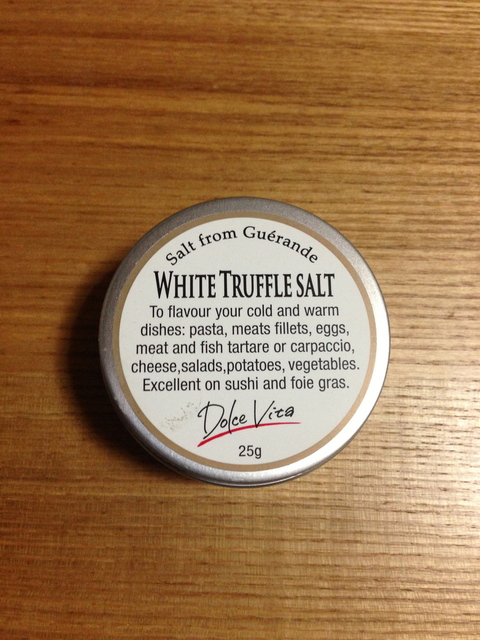 Salt from Guérande
WHITE TRUFFLE SALT
To flavour your cold and warm
dishes: pasta, meats fillets, eggs,
meat and fish tartare or carpaccio,
cheese,salads,potatoes, vegetables.
Excellent on sushi and foie gras.
Dolce Vita
25g